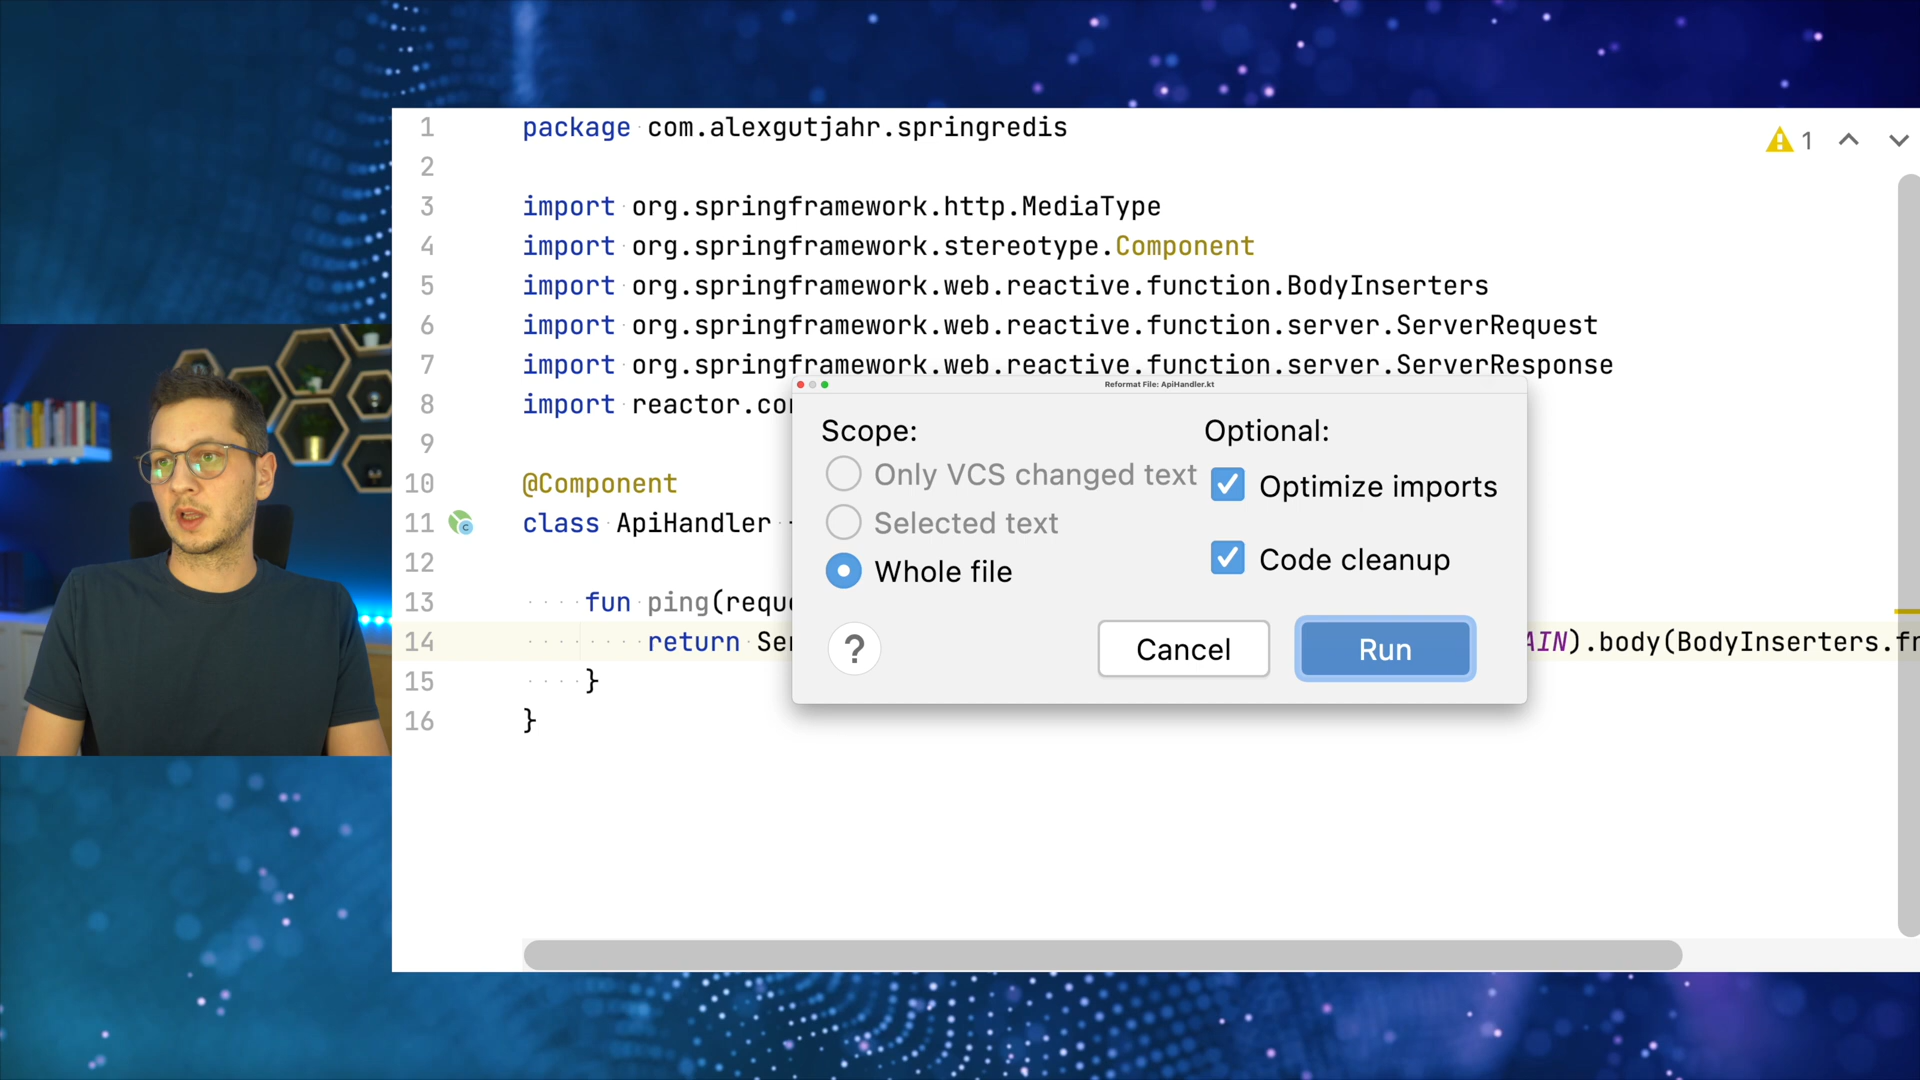 1 package com.alexgutjahr.springredis
1
2
3 import org.springframework.http.MediaType
4 import org.springframework.stereotype.Component
5 import org.springframework.web.reactive.function.BodyInserters
6 import org.springframework.web.reactive.function.server.ServerRequest
7 import org.springframework.web.reactive.function.server.ServerResponse
8 import reactor.co
9
10 @Component
11 class ApiHandler
12
13 fun ping(requ
14 return Se
AIN).body(BodyInserters.fr
15 }
16 }
Reformat File: ApiHandler.kt
Scope:
Only VCS changed text
Selected text
Whole file
Optional:
Optimize imports
Code cleanup
?
Cancel
Run